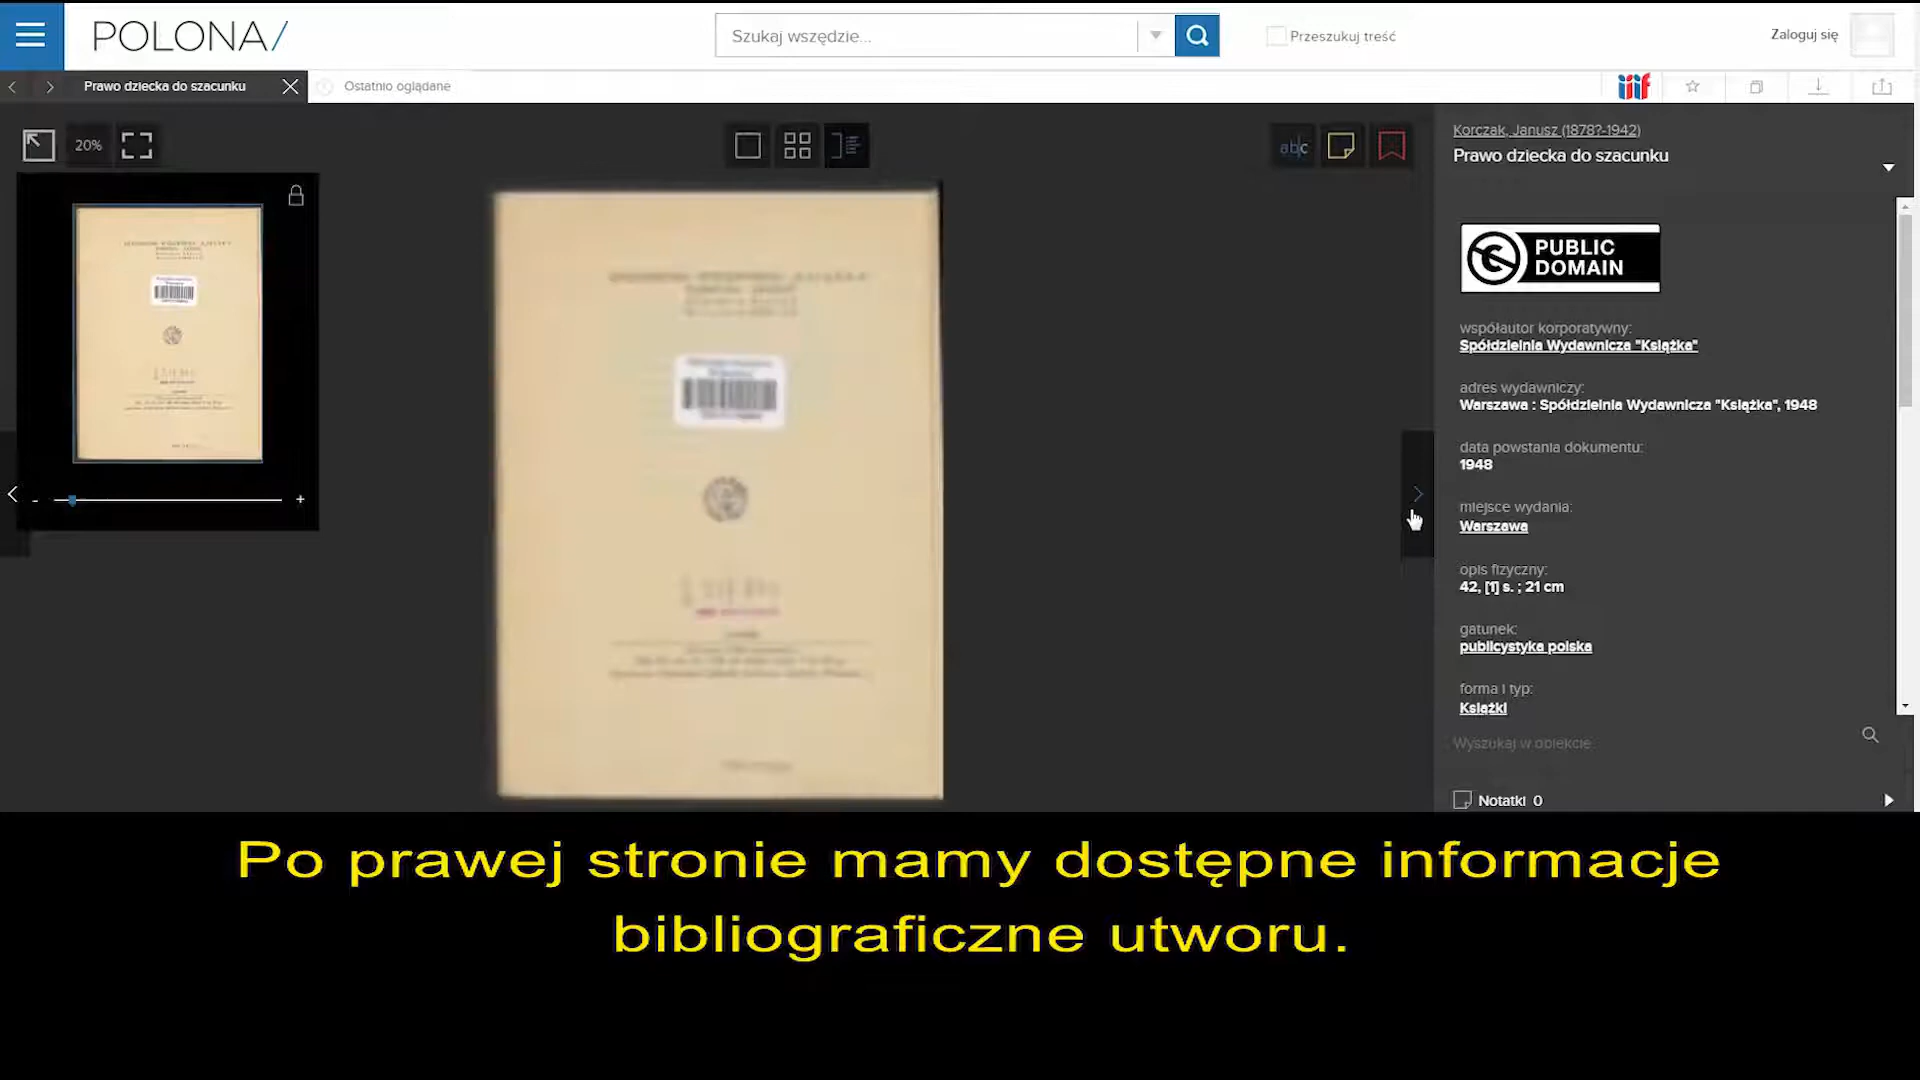 POLONA/
Szukaj wszędzie...
Przeszukuj treść
Zaloguj się
Prawo dziecka do szacunku
Ostatnio oglądane
iiif
20%
abc
Korczak, Janusz (1878?-1942)
Prawo dziecka do szacunku
PUBLIC
DOMAIN
współautor korporatywny:
Spółdzielnia Wydawnicza "Książka"
adres wydawniczy:
Warszawa : Spółdzielnia Wydawnicza "Książka", 1948
data powstania dokumentu:
1948
miejsce wydania:
Warszawa
opis fizyczny:
42, [1] s. ; 21 cm
gatunek:
publicystyka polska
forma i typ:
Książki
Wyszukaj w obiekcie
Notatki 0
- +
Po prawej stronie mamy dostępne informacje
bibliograficzne utworu.